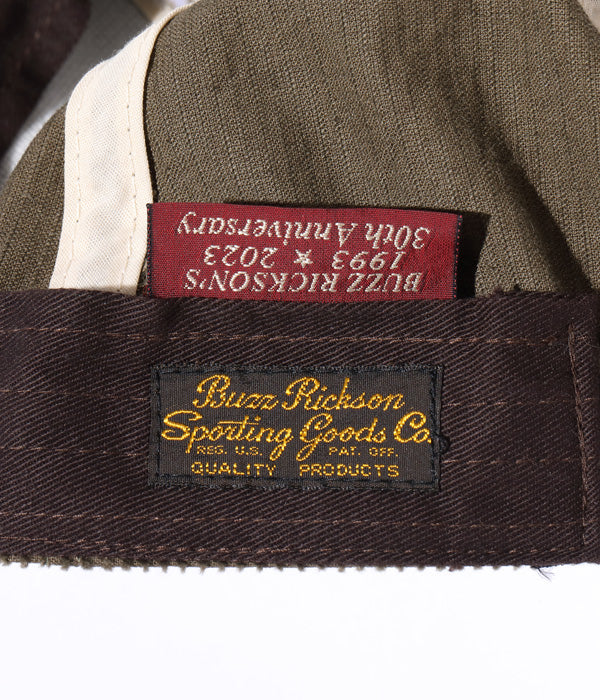 BUZZ RICKSON'S
1993 ★ 2023
30th Anniversary
Buzz Rickson
Sporting Goods Co.
REG. U.S. PAT. OFF.
QUALITY PRODUCTS